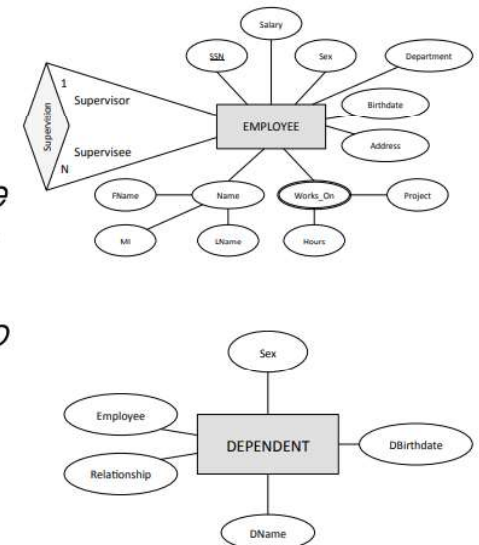 Salary
SSN
Sex
Department
1
Supervisor
Supervision
EMPLOYEE
Birthdate
Supervisee
N
Address
FName
Name
Works_On
Project
MI
LName
Hours
Sex
Employee
DEPENDENT
DBirthdate
Relationship
DName